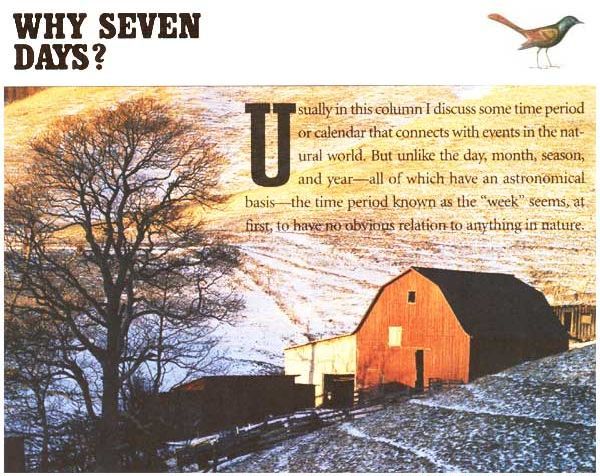 WHY SEVEN
DAYS?
Usually in this column I discuss some time period
or calendar that connects with events in the nat-
ural world. But unlike the day, month, season,
and year—all of which have an astronomical
basis—the time period known as the "week" seems, at
first, to have no obvious relation to anything in nature.